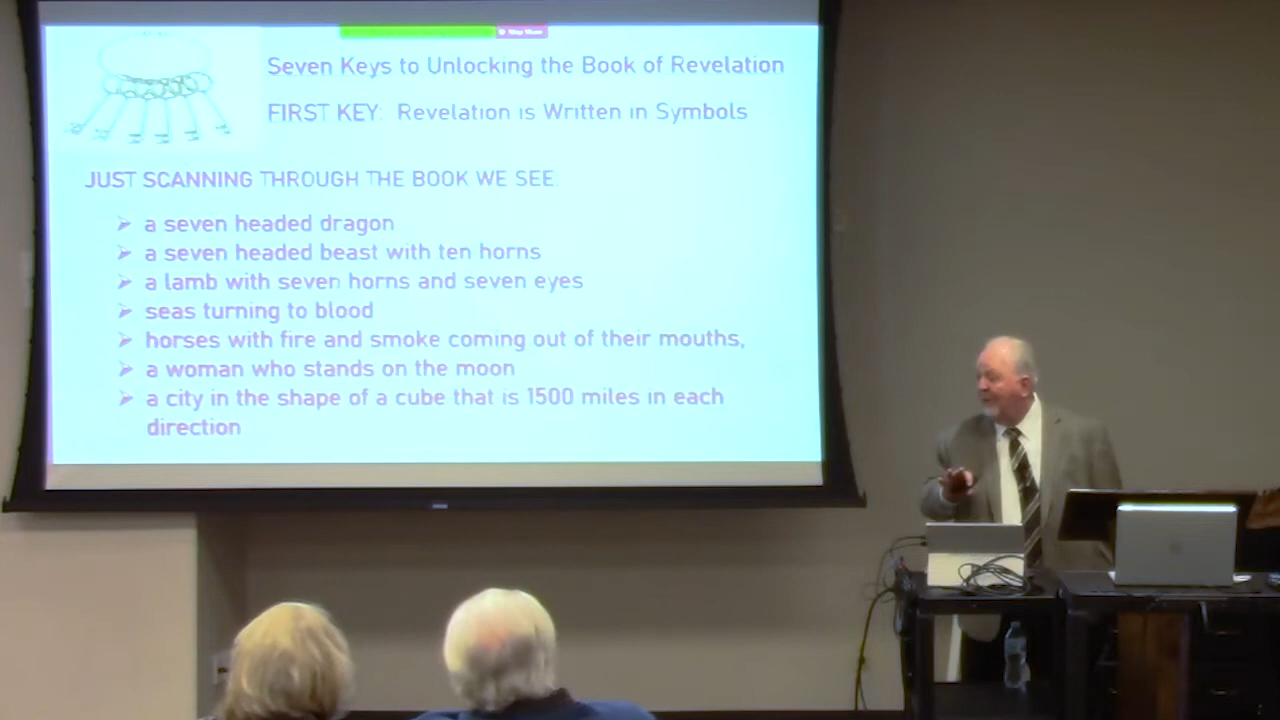 Stop Share
Seven Keys to Unlocking the Book of Revelation
FIRST KEY: Revelation is Written in Symbols
JUST SCANNING THROUGH THE BOOK WE SEE:
a seven headed dragon
a seven headed beast with ten horns
a lamb with seven horns and seven eyes
seas turning to blood
horses with fire and smoke coming out of their mouths,
a woman who stands on the moon
a city in the shape of a cube that is 1500 miles in each
direction